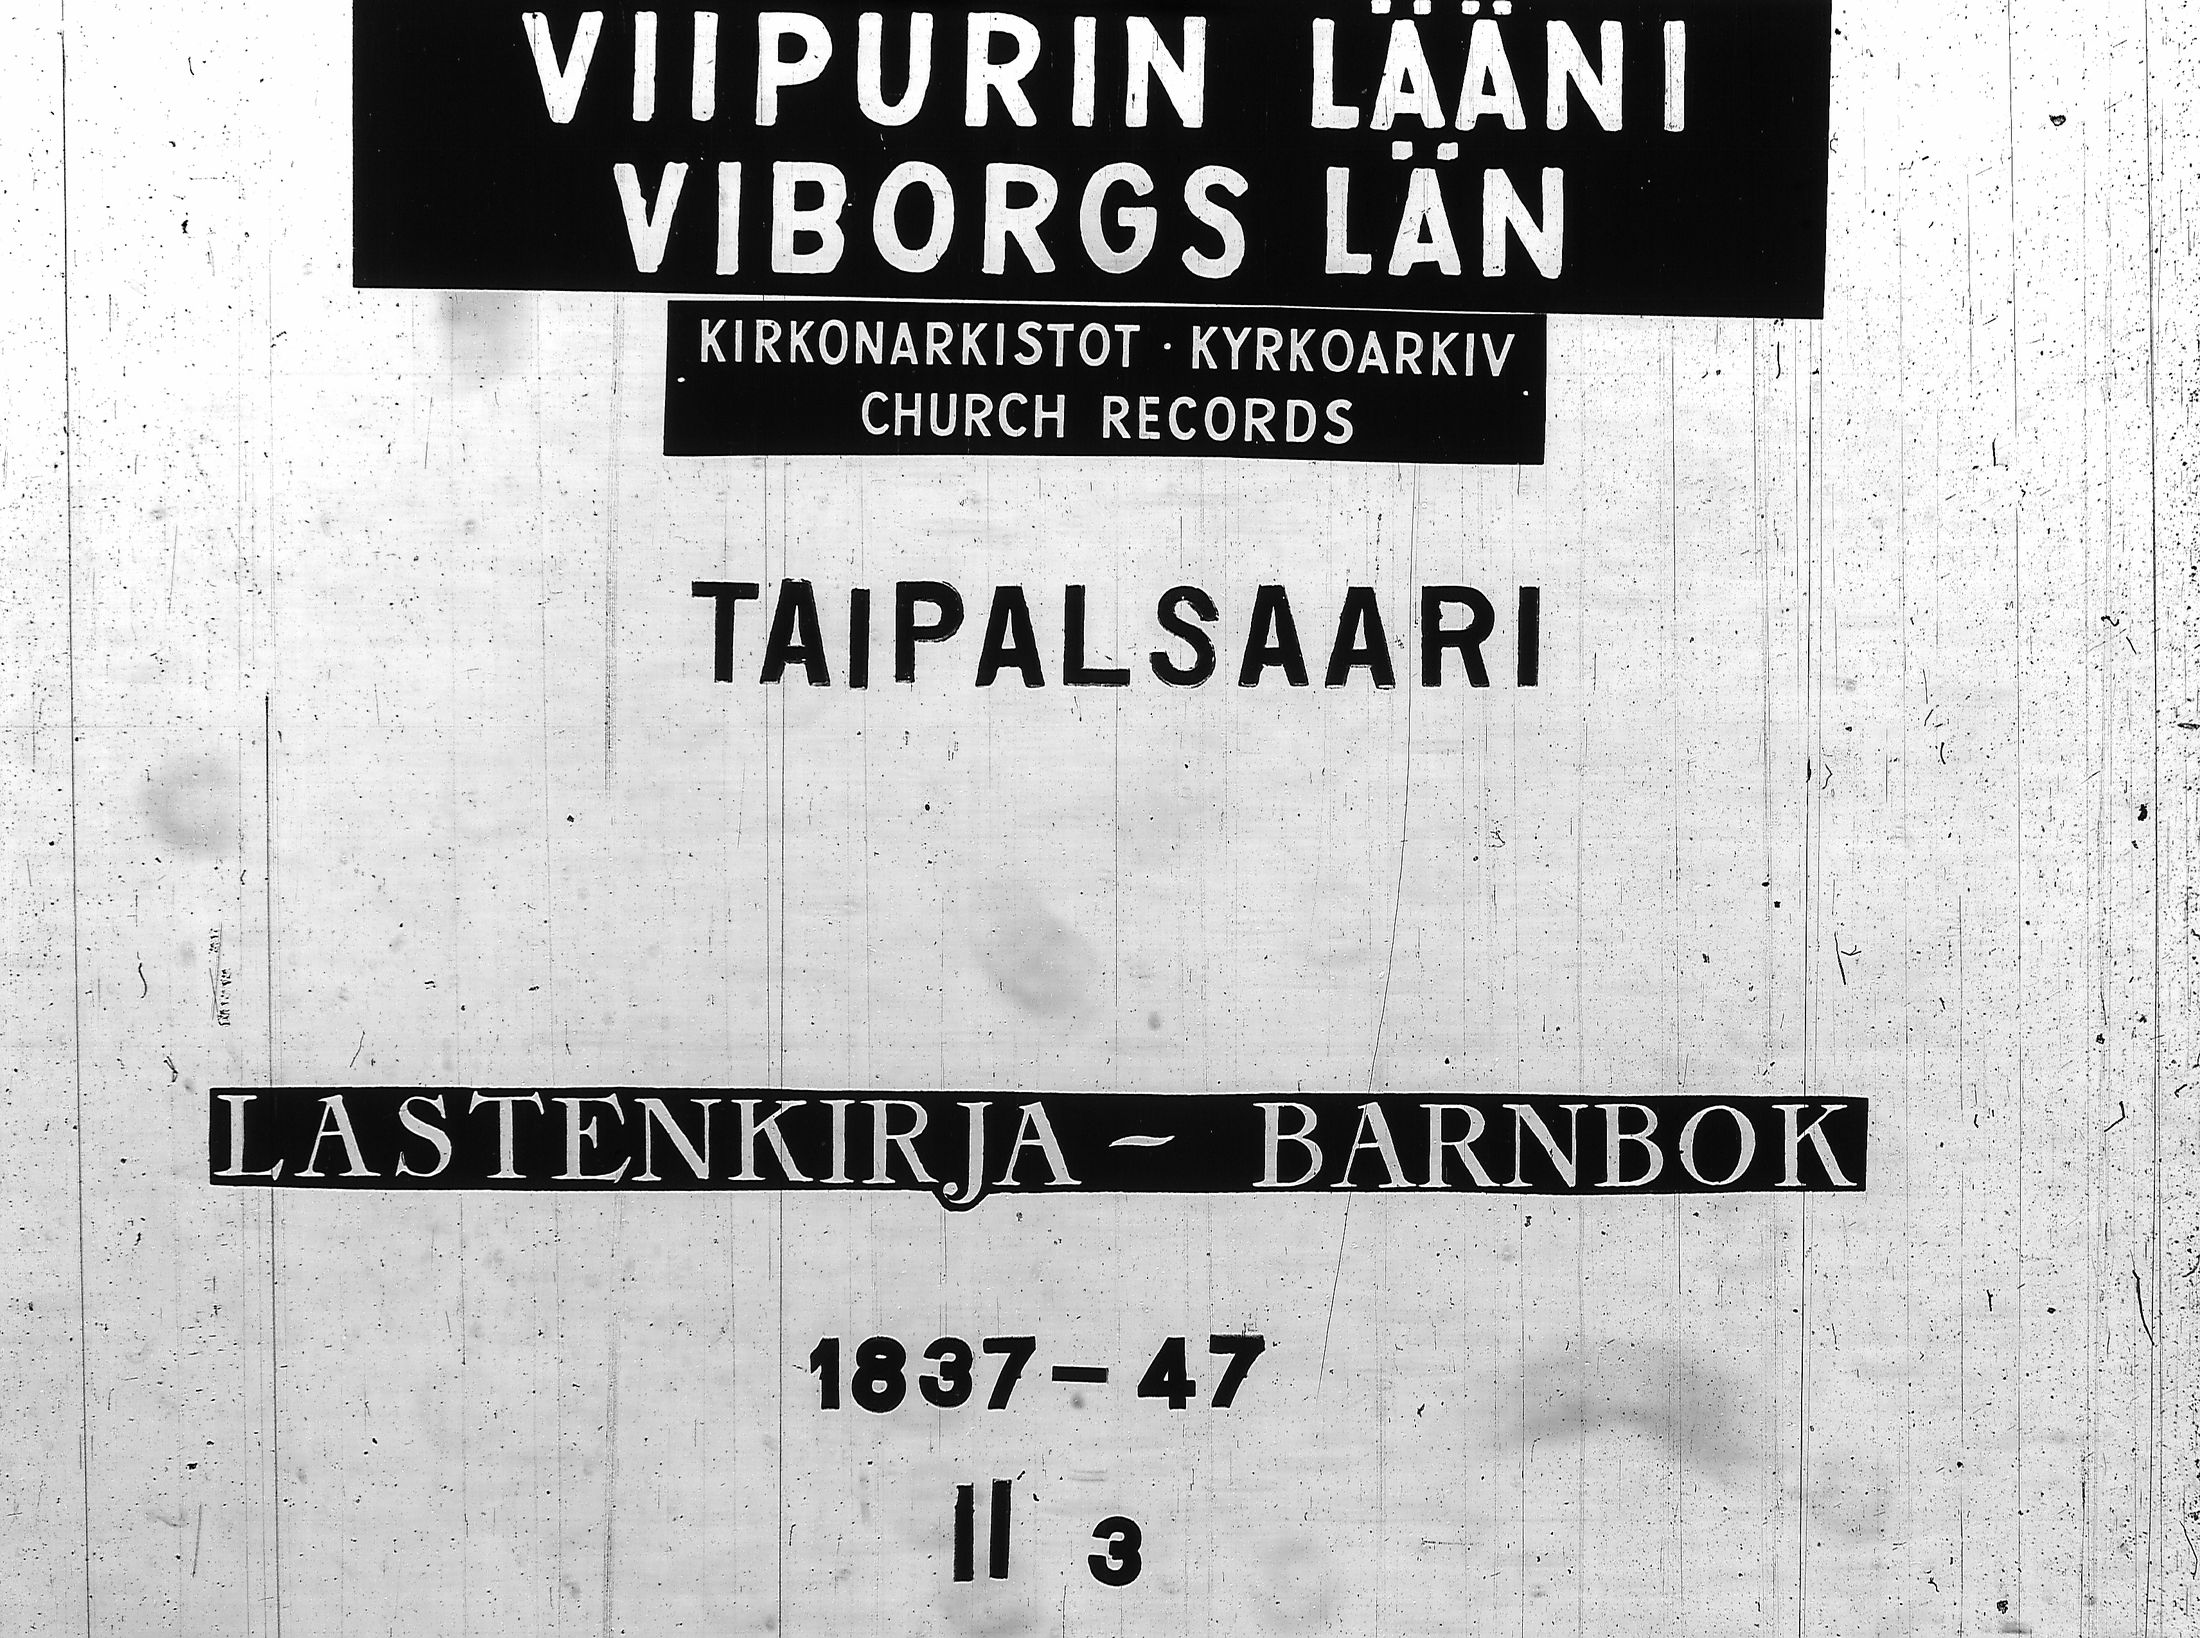 VIIPURIN LÄÄNI
VIBORGS LÄN
KIRKONARKISTOT · KYRKOARKIV
CHURCH RECORDS
TAIPALSAARI
LASTENKIRJA - BARNBOK
1837-47
II 3